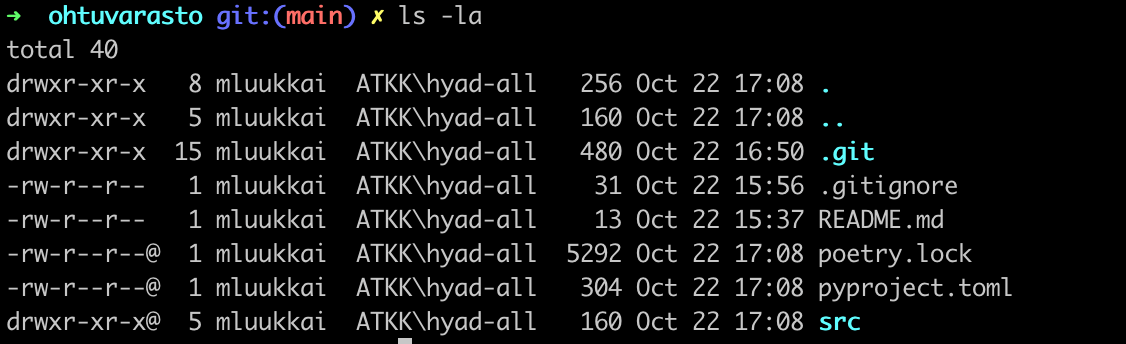 ➜  ohtuvarasto git:(main) ✗ ls -la
total 40
drwxr-xr-x   8 mluukkai  ATKK\hyad-all   256 Oct 22 17:08 .
drwxr-xr-x   5 mluukkai  ATKK\hyad-all   160 Oct 22 17:08 ..
drwxr-xr-x  15 mluukkai  ATKK\hyad-all   480 Oct 22 16:50 .git
-rw-r--r--   1 mluukkai  ATKK\hyad-all    31 Oct 22 15:56 .gitignore
-rw-r--r--   1 mluukkai  ATKK\hyad-all    13 Oct 22 15:37 README.md
-rw-r--r--@  1 mluukkai  ATKK\hyad-all  5292 Oct 22 17:08 poetry.lock
-rw-r--r--@  1 mluukkai  ATKK\hyad-all   304 Oct 22 17:08 pyproject.toml
drwxr-xr-x@  5 mluukkai  ATKK\hyad-all   160 Oct 22 17:08 src